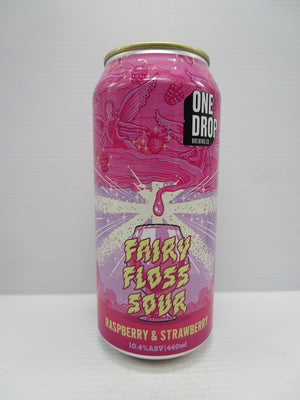 ONE
DROP
BREWING CO
FAIRY
FLOSS
SOUR
RASPBERRY & STRAWBERRY
10.4% ABV | 440ml